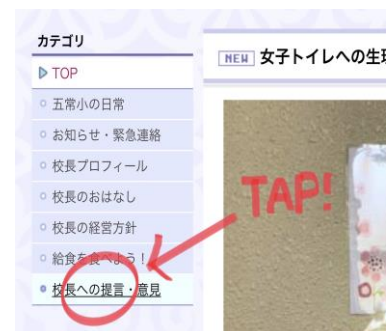 カテゴリ
TOP
五常小の日常
お知らせ・緊急連絡
校長プロフィール
校長のおはなし
校長の経営方針
給食を食べよう！
校長への提言・意見
NEW 女子トイレへの生理
TAP!